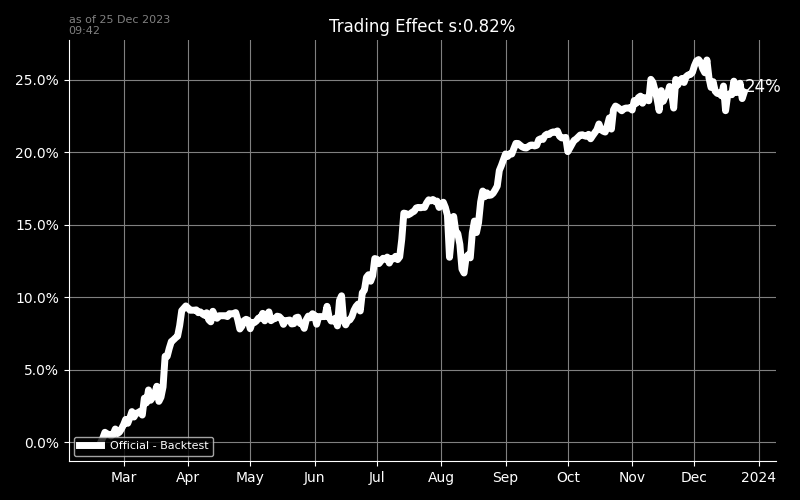 as of 25 Dec 2023
09:42
Trading Effect s:0.82%
25.0%
24%
20.0%
15.0%
10.0%
5.0%
0.0%
Official - Backtest
Mar Apr May Jun Jul Aug Sep Oct Nov Dec 2024